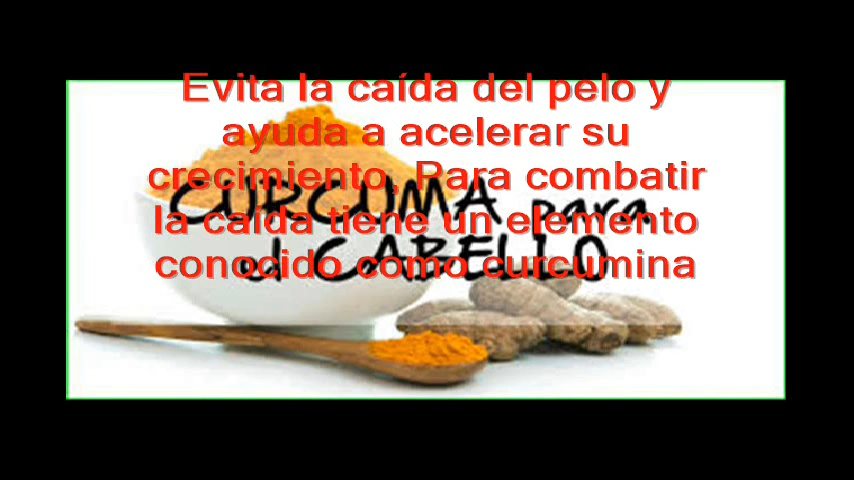 Evita la caída del pelo y
ayuda a acelerar su
crecimiento, Para combatir
la caída tiene un elemento
conocido como curcumina
CURCUMA para
el CABELLO